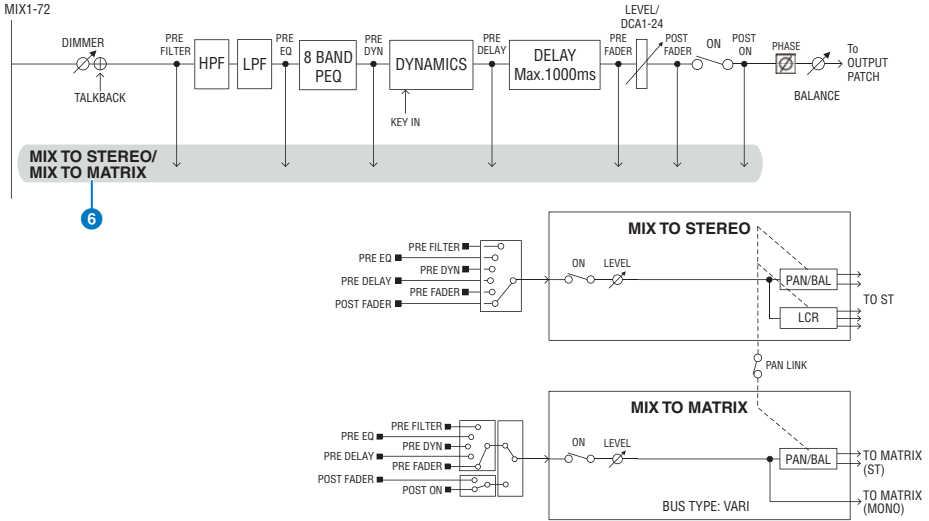 MIX1-72
DIMMER
TALKBACK
PRE
FILTER
HPF
LPF
PRE
EQ
8 BAND
PEQ
PRE
DYN
DYNAMICS
KEY IN
PRE
DELAY
DELAY
Max.1000ms
PRE
FADER
LEVEL/
DCA1-24
POST
FADER
ON
POST
ON
PHASE
BALANCE
To
OUTPUT
PATCH
MIX TO STEREO/
MIX TO MATRIX
6
MIX TO STEREO
PRE FILTER
PRE EQ
PRE DYN
PRE DELAY
PRE FADER
POST FADER
ON
LEVEL
PAN/BAL
LCR
TO ST
PAN LINK
MIX TO MATRIX
PRE FILTER
PRE EQ
PRE DYN
PRE DELAY
PRE FADER
POST FADER
POST ON
ON
LEVEL
PAN/BAL
BUS TYPE: VARI
TO MATRIX
(ST)
TO MATRIX
(MONO)